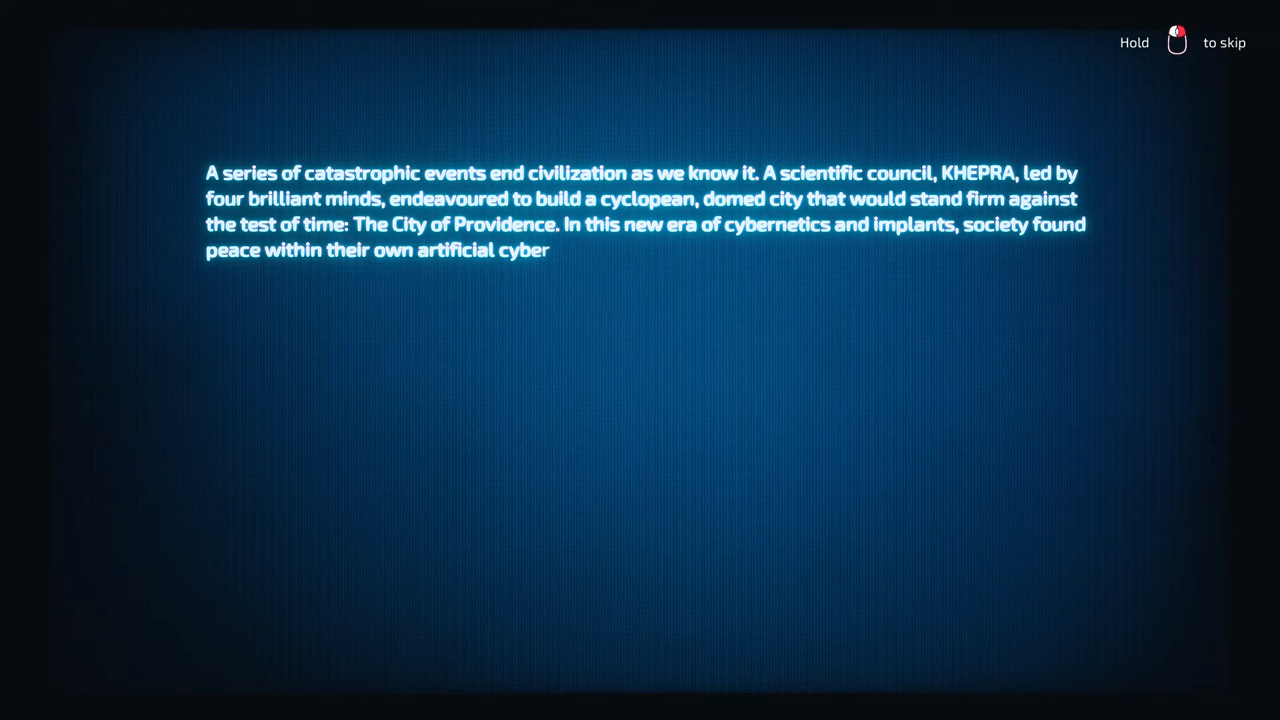 Hold to skip
A series of catastrophic events end civilization as we know it. A scientific council, KHEPRA, led by
four brilliant minds, endeavoured to build a cyclopean, domed city that would stand firm against
the test of time: The City of Providence. In this new era of cybernetics and implants, society found
peace within their own artificial cyber